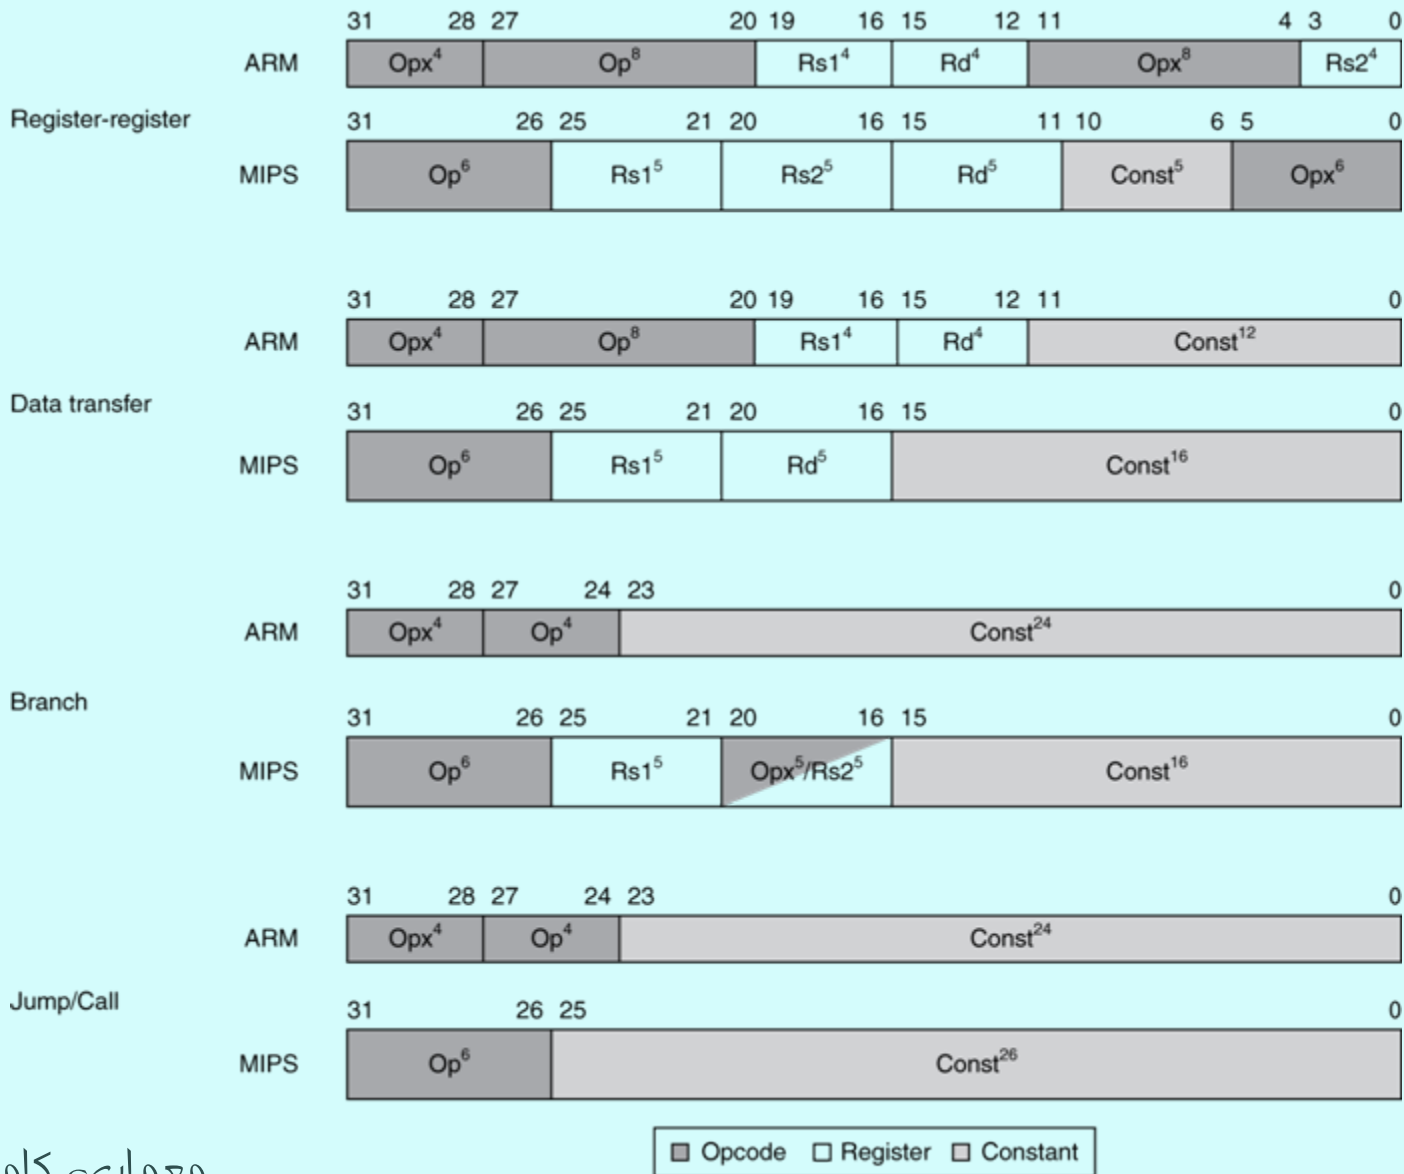 31 28 27 20 19 16 15 12 11 4 3 0
ARM Opx⁴ Op⁸ Rs1⁴ Rd⁴ Opx⁸ Rs2⁴
Register-register
31 26 25 21 20 16 15 11 10 6 5 0
MIPS Op⁶ Rs1⁵ Rs2⁵ Rd⁵ Const⁵ Opx⁶
31 28 27 20 19 16 15 12 11 0
ARM Opx⁴ Op⁸ Rs1⁴ Rd⁴ Const¹²
Data transfer
31 26 25 21 20 16 15 0
MIPS Op⁶ Rs1⁵ Rd⁵ Const¹⁶
31 28 27 24 23 0
ARM Opx⁴ Op⁴ Const²⁴
Branch
31 26 25 21 20 16 15 0
MIPS Op⁶ Rs1⁵ Opx⁵/Rs2⁵ Const¹⁶
31 28 27 24 23 0
ARM Opx⁴ Op⁴ Const²⁴
Jump/Call
31 26 25 0
MIPS Op⁶ Const²⁶
Opcode Register Constant